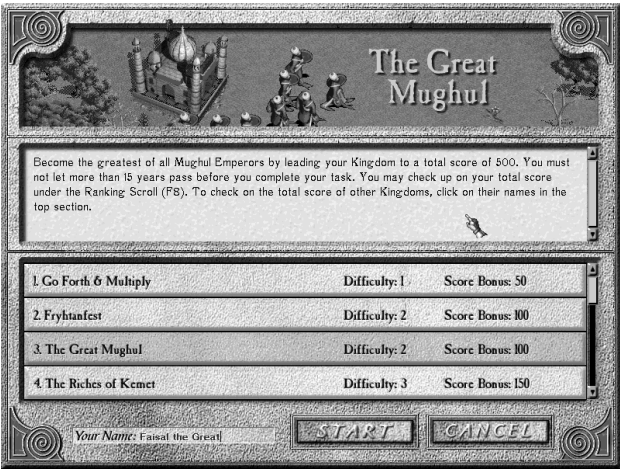 The Great
Mughul
Become the greatest of all Mughul Emperors by leading your Kingdom to a total score of 500. You must
not let more than 15 years pass before you complete your task. You may check up on your total score
under the Ranking Scroll (F8). To check on the total score of other Kingdoms, click on their names in the
top section.
1. Go Forth & Multiply Difficulty: 1 Score Bonus: 50
2. Fryhtanfest Difficulty: 2 Score Bonus: 100
3. The Great Mughul Difficulty: 2 Score Bonus: 100
4. The Riches of Kemet Difficulty: 3 Score Bonus: 150
Your Name: Faisal the Great START CANCEL